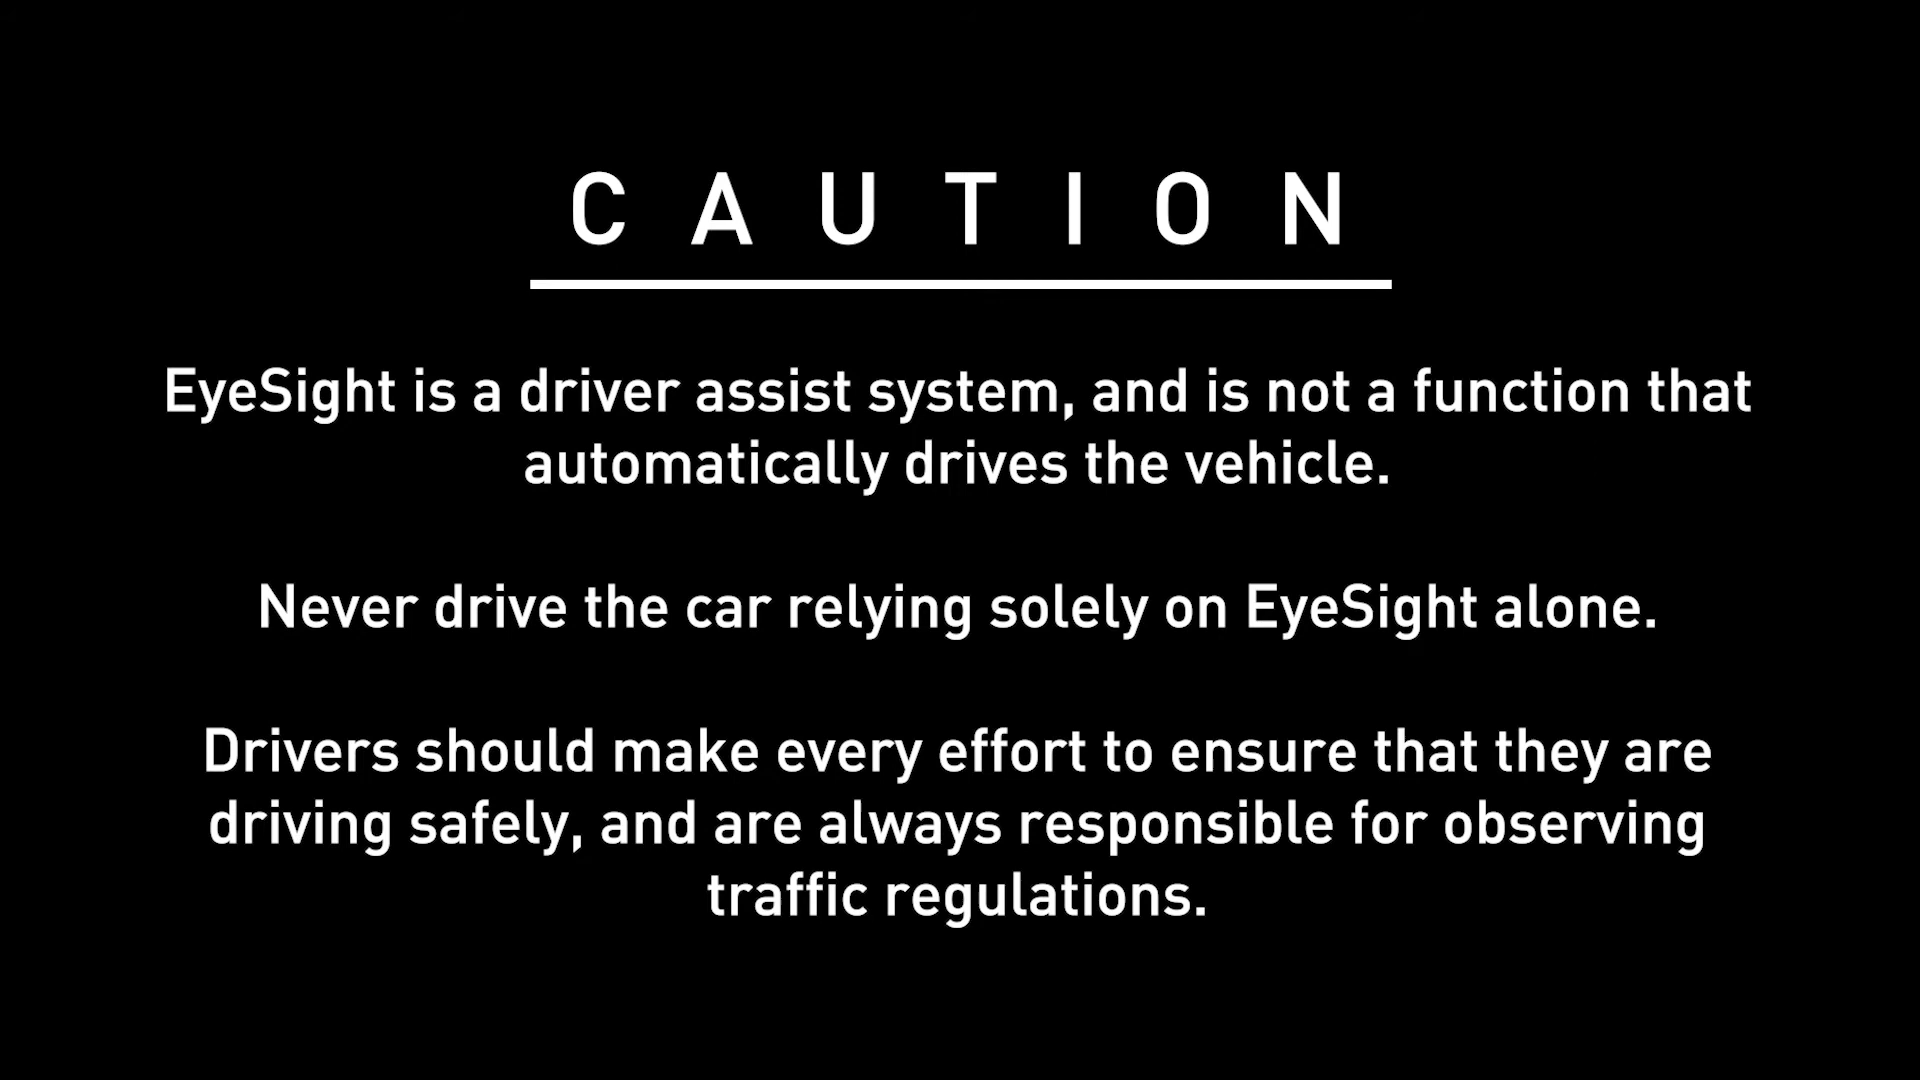 CAUTION
EyeSight is a driver assist system, and is not a function that
automatically drives the vehicle.
Never drive the car relying solely on EyeSight alone.
Drivers should make every effort to ensure that they are
driving safely, and are always responsible for observing
traffic regulations.